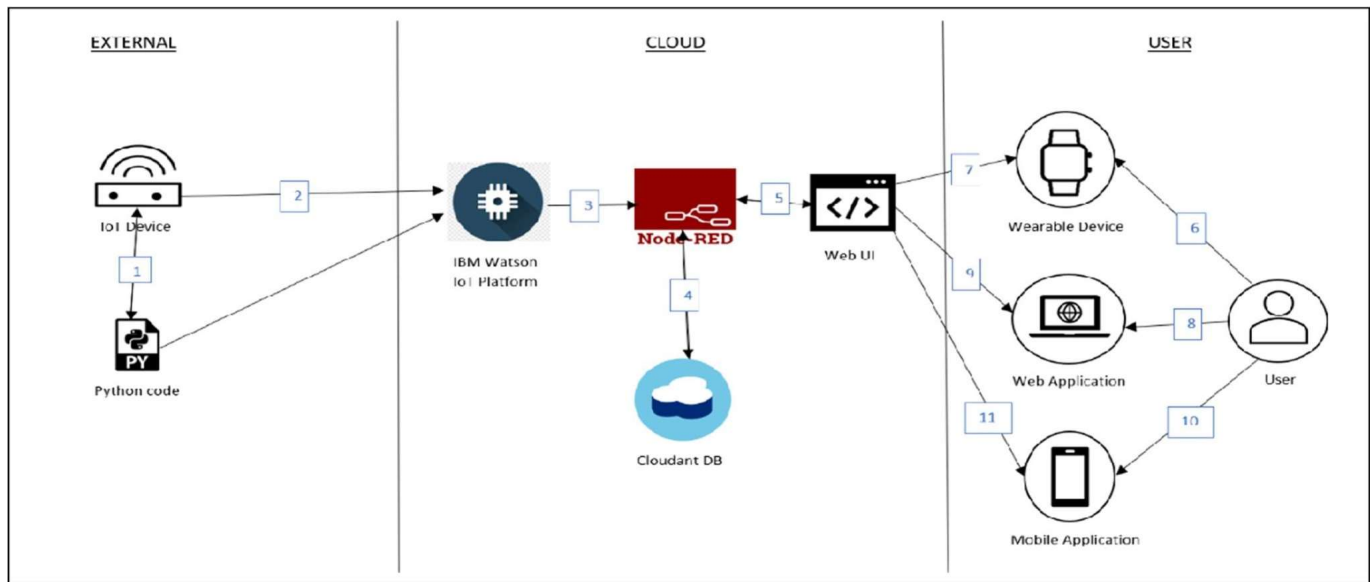 EXTERNAL
CLOUD
USER
IoT Device
1
2
PY
Python code
IBM Watson
IoT Platform
3
Node-RED
4
Cloudant DB
5
</>
Web UI
7
Wearable Device
6
9
8
Web Application
User
11
10
Mobile Application